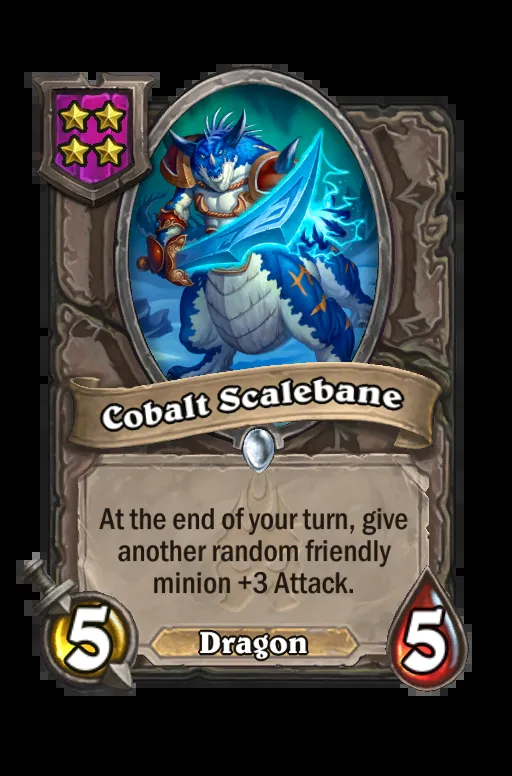 Cobalt Scalebane
At the end of your turn, give
another random friendly
minion +3 Attack.
5
Dragon
5